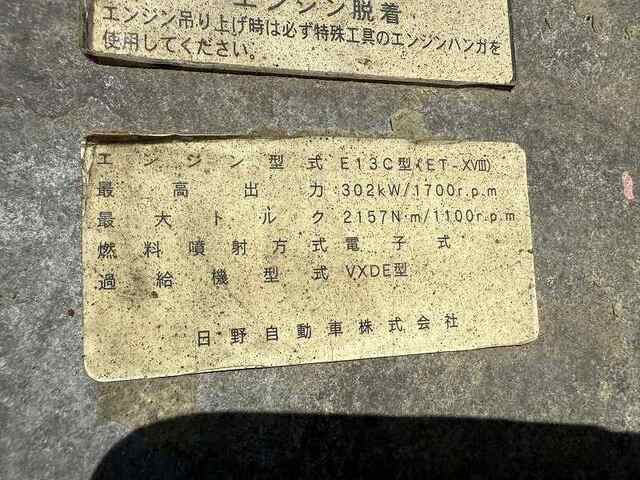 エンジン脱着
エンジン吊り上げ時は必ず特殊工具のエンジンハンガを
使用してください。
エンジン型式 E13C型(ET-XVIII)
最高出力 302kW/1700r.p.m
最大トルク 2157N·m/1100r.p.m
燃料噴射方式 電子式
過給機型式 VXDE型
日野自動車株式会社